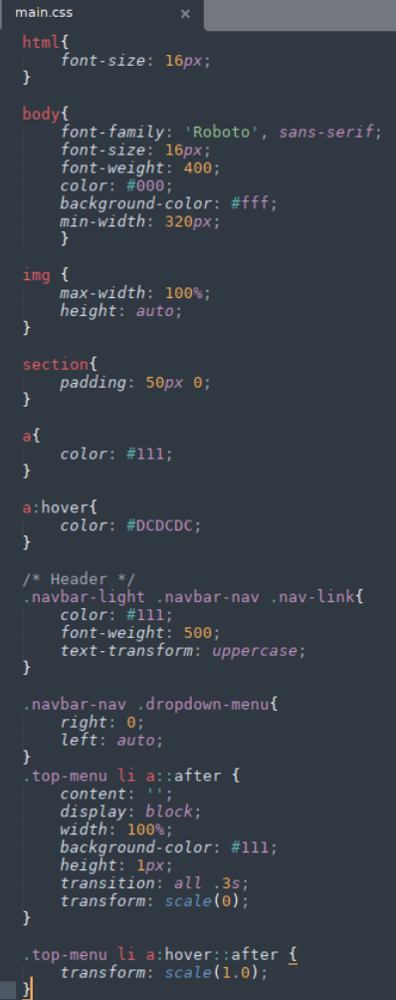 main.css ×
html{
    font-size: 16px;
}

body{
    font-family: 'Roboto', sans-serif;
    font-size: 16px;
    font-weight: 400;
    color: #000;
    background-color: #fff;
    min-width: 320px;
    }

img {
    max-width: 100%;
    height: auto;
}

section{
    padding: 50px 0;
}

a{
    color: #111;
}

a:hover{
    color: #DCDCDC;
}

/* Header */
.navbar-light .navbar-nav .nav-link{
    color: #111;
    font-weight: 500;
    text-transform: uppercase;
}

.navbar-nav .dropdown-menu{
    right: 0;
    left: auto;
}
.top-menu li a::after {
    content: '';
    display: block;
    width: 100%;
    background-color: #111;
    height: 1px;
    transition: all .3s;
    transform: scale(0);
}

.top-menu li a:hover::after {
    transform: scale(1.0);
}